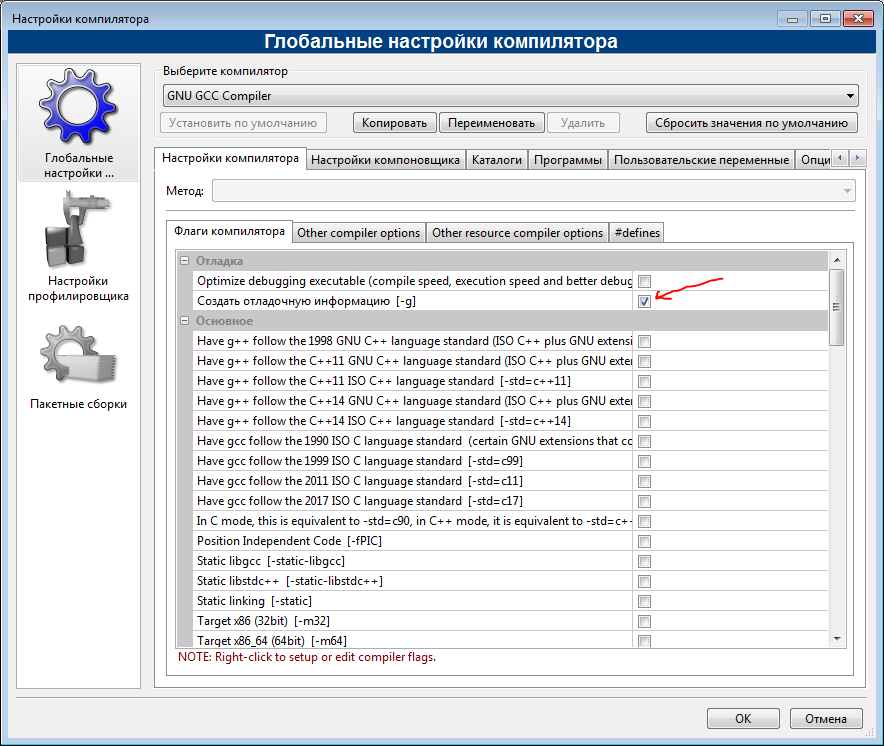 Настройки компилятора
Глобальные настройки компилятора
Глобальные
настройки ...
Настройки
профилировщика
Пакетные сборки
Выберите компилятор
GNU GCC Compiler
Установить по умолчанию
Копировать
Переименовать
Удалить
Сбросить значения по умолчанию
Настройки компилятора
Настройки компоновщика
Каталоги
Программы
Пользовательские переменные
Опци
Метод:
Флаги компилятора
Other compiler options
Other resource compiler options
#defines
Отладка
Optimize debugging executable (compile speed, execution speed and better debug
Создать отладочную информацию [-g]
Основное
Have g++ follow the 1998 GNU C++ language standard (ISO C++ plus GNU extensi
Have g++ follow the C++11 GNU C++ language standard (ISO C++ plus GNU exter
Have g++ follow the C++11 ISO C++ language standard [-std=c++11]
Have g++ follow the C++14 GNU C++ language standard (ISO C++ plus GNU exter
Have g++ follow the C++14 ISO C++ language standard [-std=c++14]
Have gcc follow the 1990 ISO C language standard (certain GNU extensions that co
Have gcc follow the 1999 ISO C language standard [-std=c99]
Have gcc follow the 2011 ISO C language standard [-std=c11]
Have gcc follow the 2017 ISO C language standard [-std=c17]
In C mode, this is equivalent to -std=c90, in C++ mode, it is equivalent to -std=c+-
Position Independent Code [-fPIC]
Static libgcc [-static-libgcc]
Static libstdc++ [-static-libstdc++]
Static linking [-static]
Target x86 (32bit) [-m32]
Target x86_64 (64bit) [-m64]
NOTE: Right-click to setup or edit compiler flags.
OK
Отмена